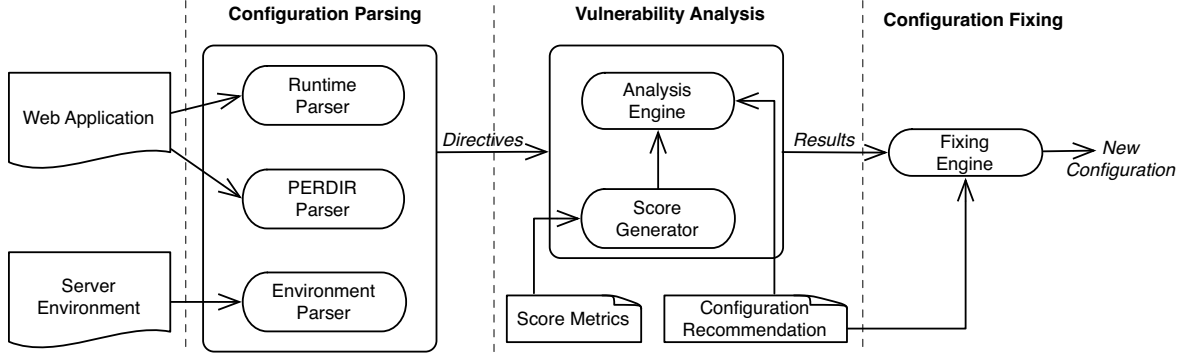 Configuration Parsing
Vulnerability Analysis
Configuration Fixing
Web Application
Runtime
Parser
PERDIR
Parser
Server
Environment
Environment
Parser
Directives
Analysis
Engine
Score
Generator
Score Metrics
Configuration
Recommendation
Results
Fixing
Engine
New
Configuration